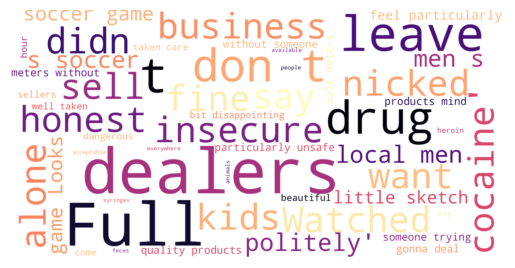 soccer game
business
leave
feel particularly
hour
taken care
without someone
available
didn
s soccer
don t
men s
meters without
people
sell
t
fine
say
nicked
sellers
well taken
products mind
honest
bit disappointing
drug
heroin
dangerous
insecure
local men
cocaine'
acceptable
everywhere
particularly unsafe
alone
game Looks
dealers
animals
want
syringes
beautiful
little sketch
Full
kids
Watched
someone trying
come
quality products
politely'
gonna deal
feces